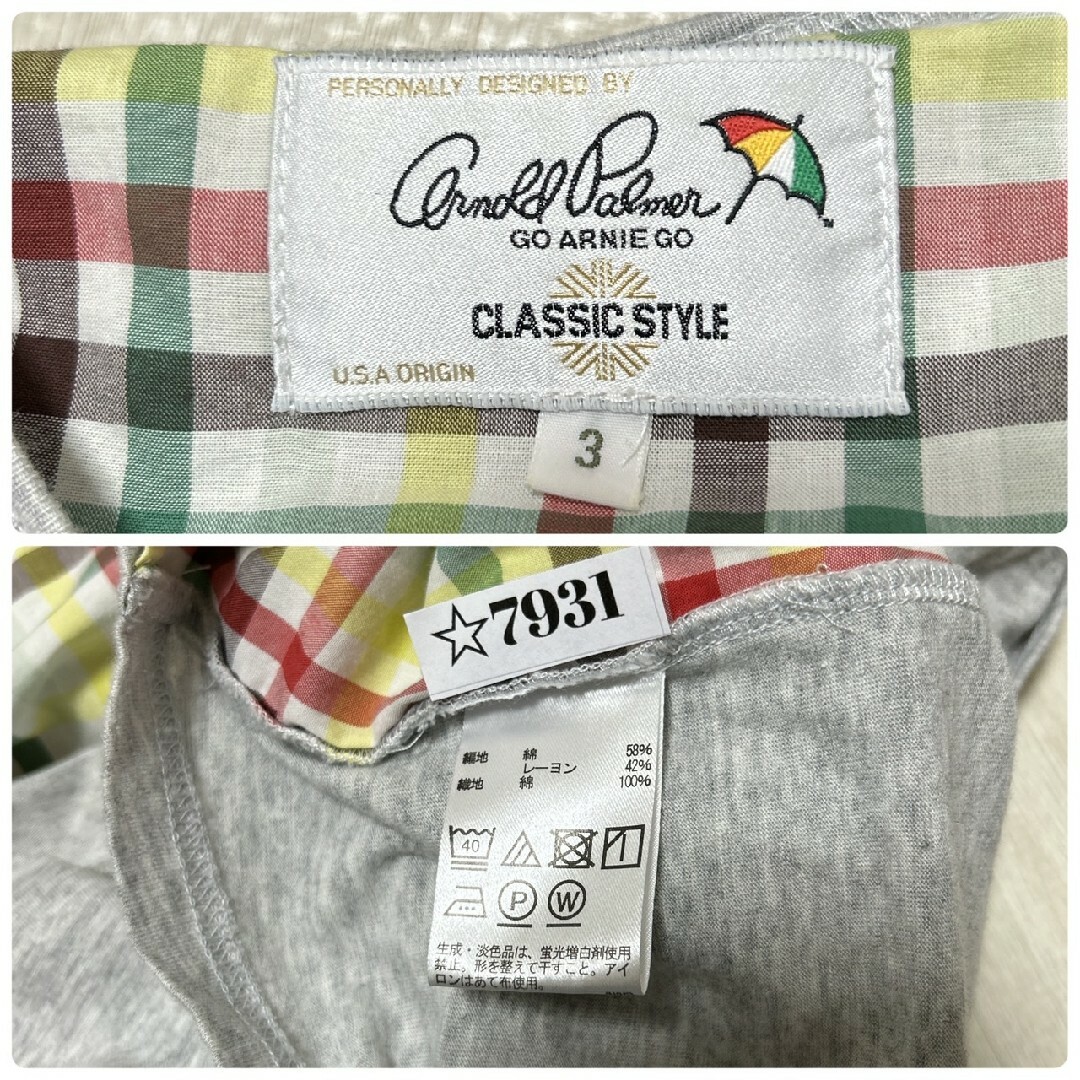 PERSONALLY DESIGNED BY
Arnold Palmer
GO ARNIE GO
CLASSIC STYLE
U.S.A ORIGIN
3
☆7931
編地 綿 58%
レーヨン 42%
織地 綿 100%
40
P W
生成・淡色品は、蛍光増白剤使用
禁止。形を整えて干すこと。アイ
ロンはあて布使用。